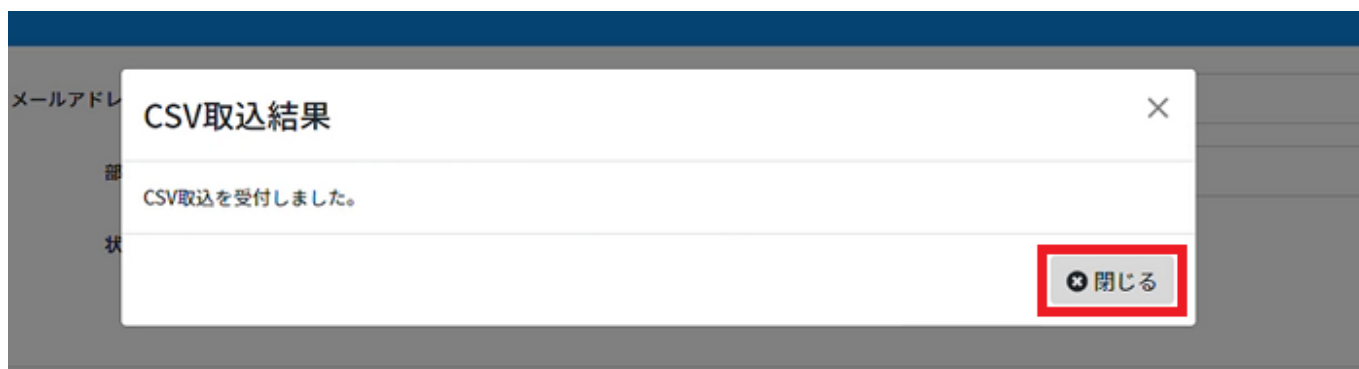 メールアドレ
CSV取込結果
部
CSV取込を受付しました。
状
閉じる